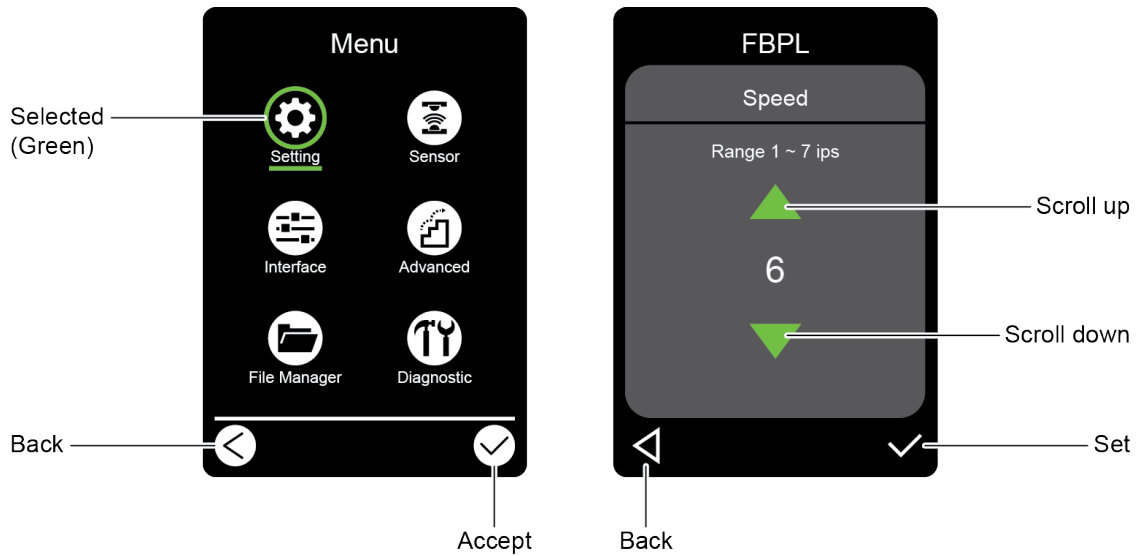 Menu
Selected
(Green)
Setting
Sensor
Interface
Advanced
File Manager
Diagnostic
Back
Accept
FBPL
Speed
Range 1 ~ 7 ips
Scroll up
6
Scroll down
Set
Back